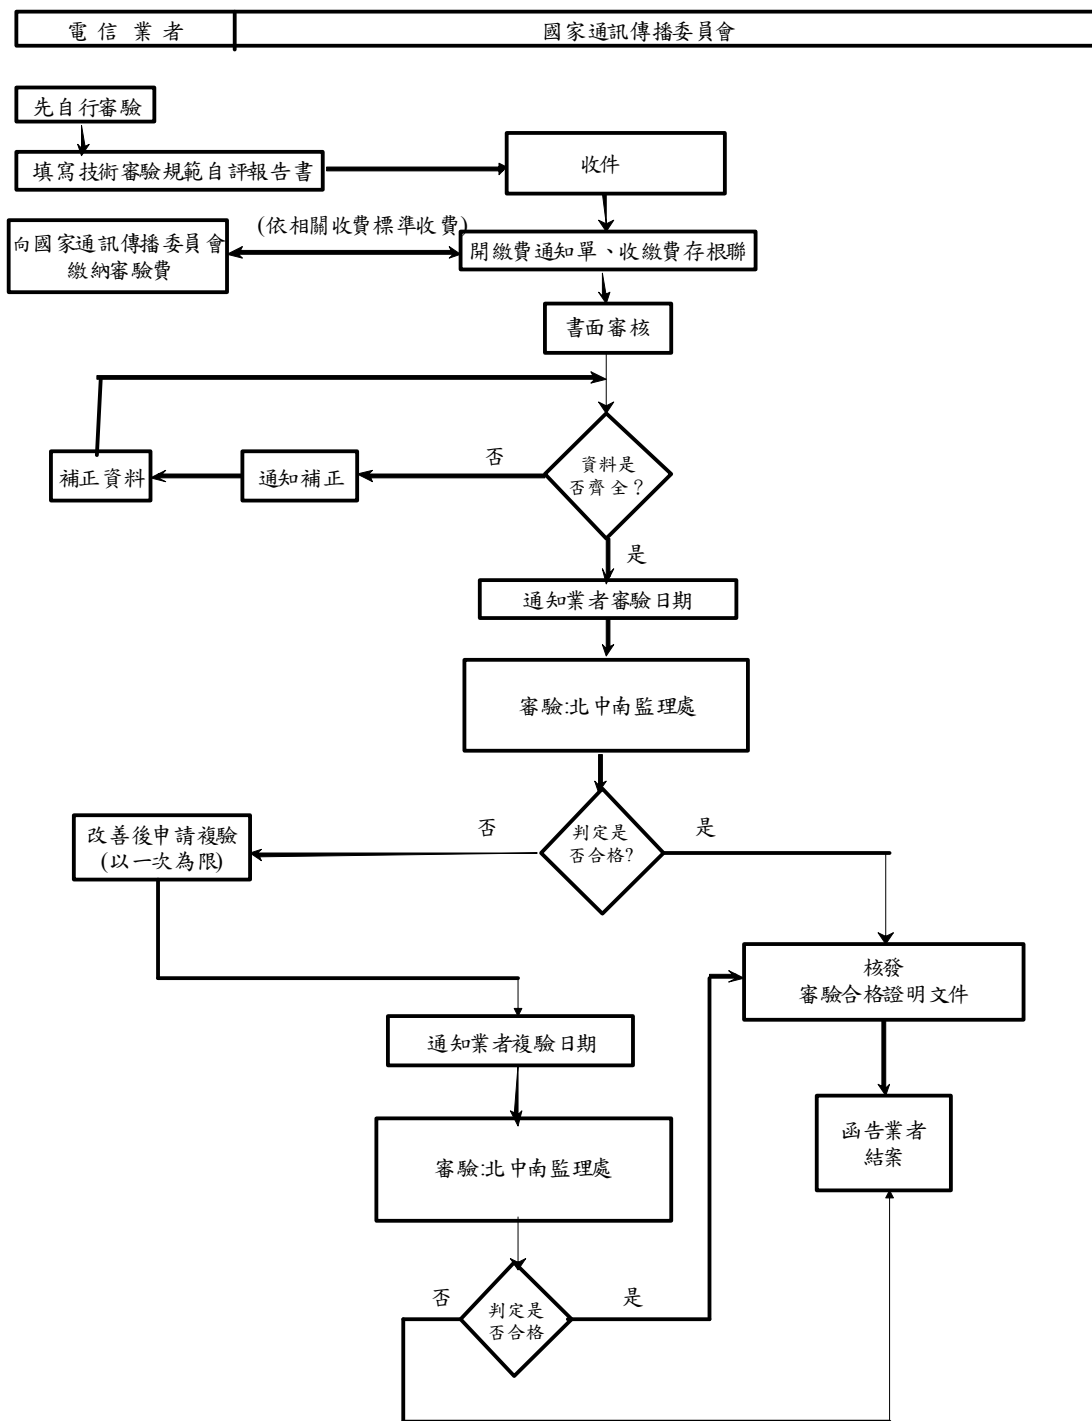 電信業者
國家通訊傳播委員會
先自行審驗
填寫技術審驗規範自評報告書
收件
(依相關收費標準收費)
向國家通訊傳播委員會
繳納審驗費
開繳費通知單、收繳費存根聯
書面審核
否
資料是
否齊全?
補正資料
通知補正
是
通知業者審驗日期
審驗:北中南監理處
改善後申請複驗
(以一次為限)
否
判定是
否合格?
是
核發
審驗合格證明文件
通知業者複驗日期
函告業者
結案
審驗:北中南監理處
否
判定是
否合格
是